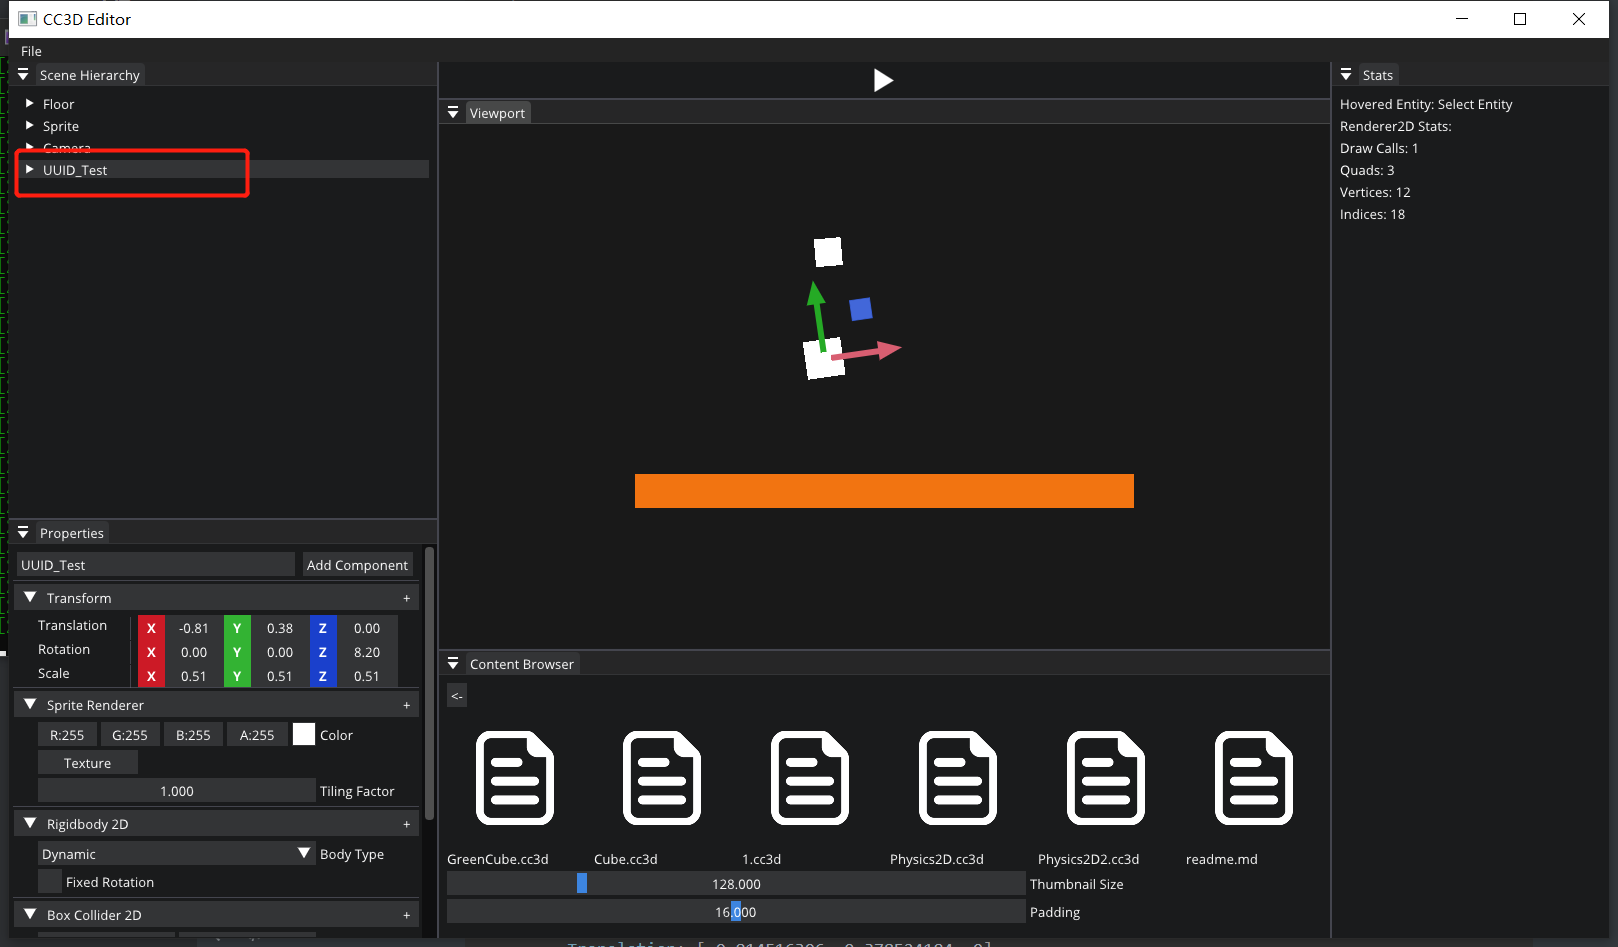 CC3D Editor
File
Scene Hierarchy
Floor
Sprite
Camera
UUID_Test
Viewport
Stats
Hovered Entity: Select Entity
Renderer2D Stats:
Draw Calls: 1
Quads: 3
Vertices: 12
Indices: 18
Properties
UUID_Test Add Component
Transform +
Translation X -0.81 Y 0.38 Z 0.00
Rotation X 0.00 Y 0.00 Z 8.20
Scale X 0.51 Y 0.51 Z 0.51
Sprite Renderer +
R:255 G:255 B:255 A:255 Color
Texture
1.000 Tiling Factor
Rigidbody 2D +
Dynamic Body Type
Fixed Rotation
Box Collider 2D +
Content Browser
<-
GreenCube.cc3d Cube.cc3d 1.cc3d Physics2D.cc3d Physics2D2.cc3d readme.md
128.000 Thumbnail Size
16.000 Padding